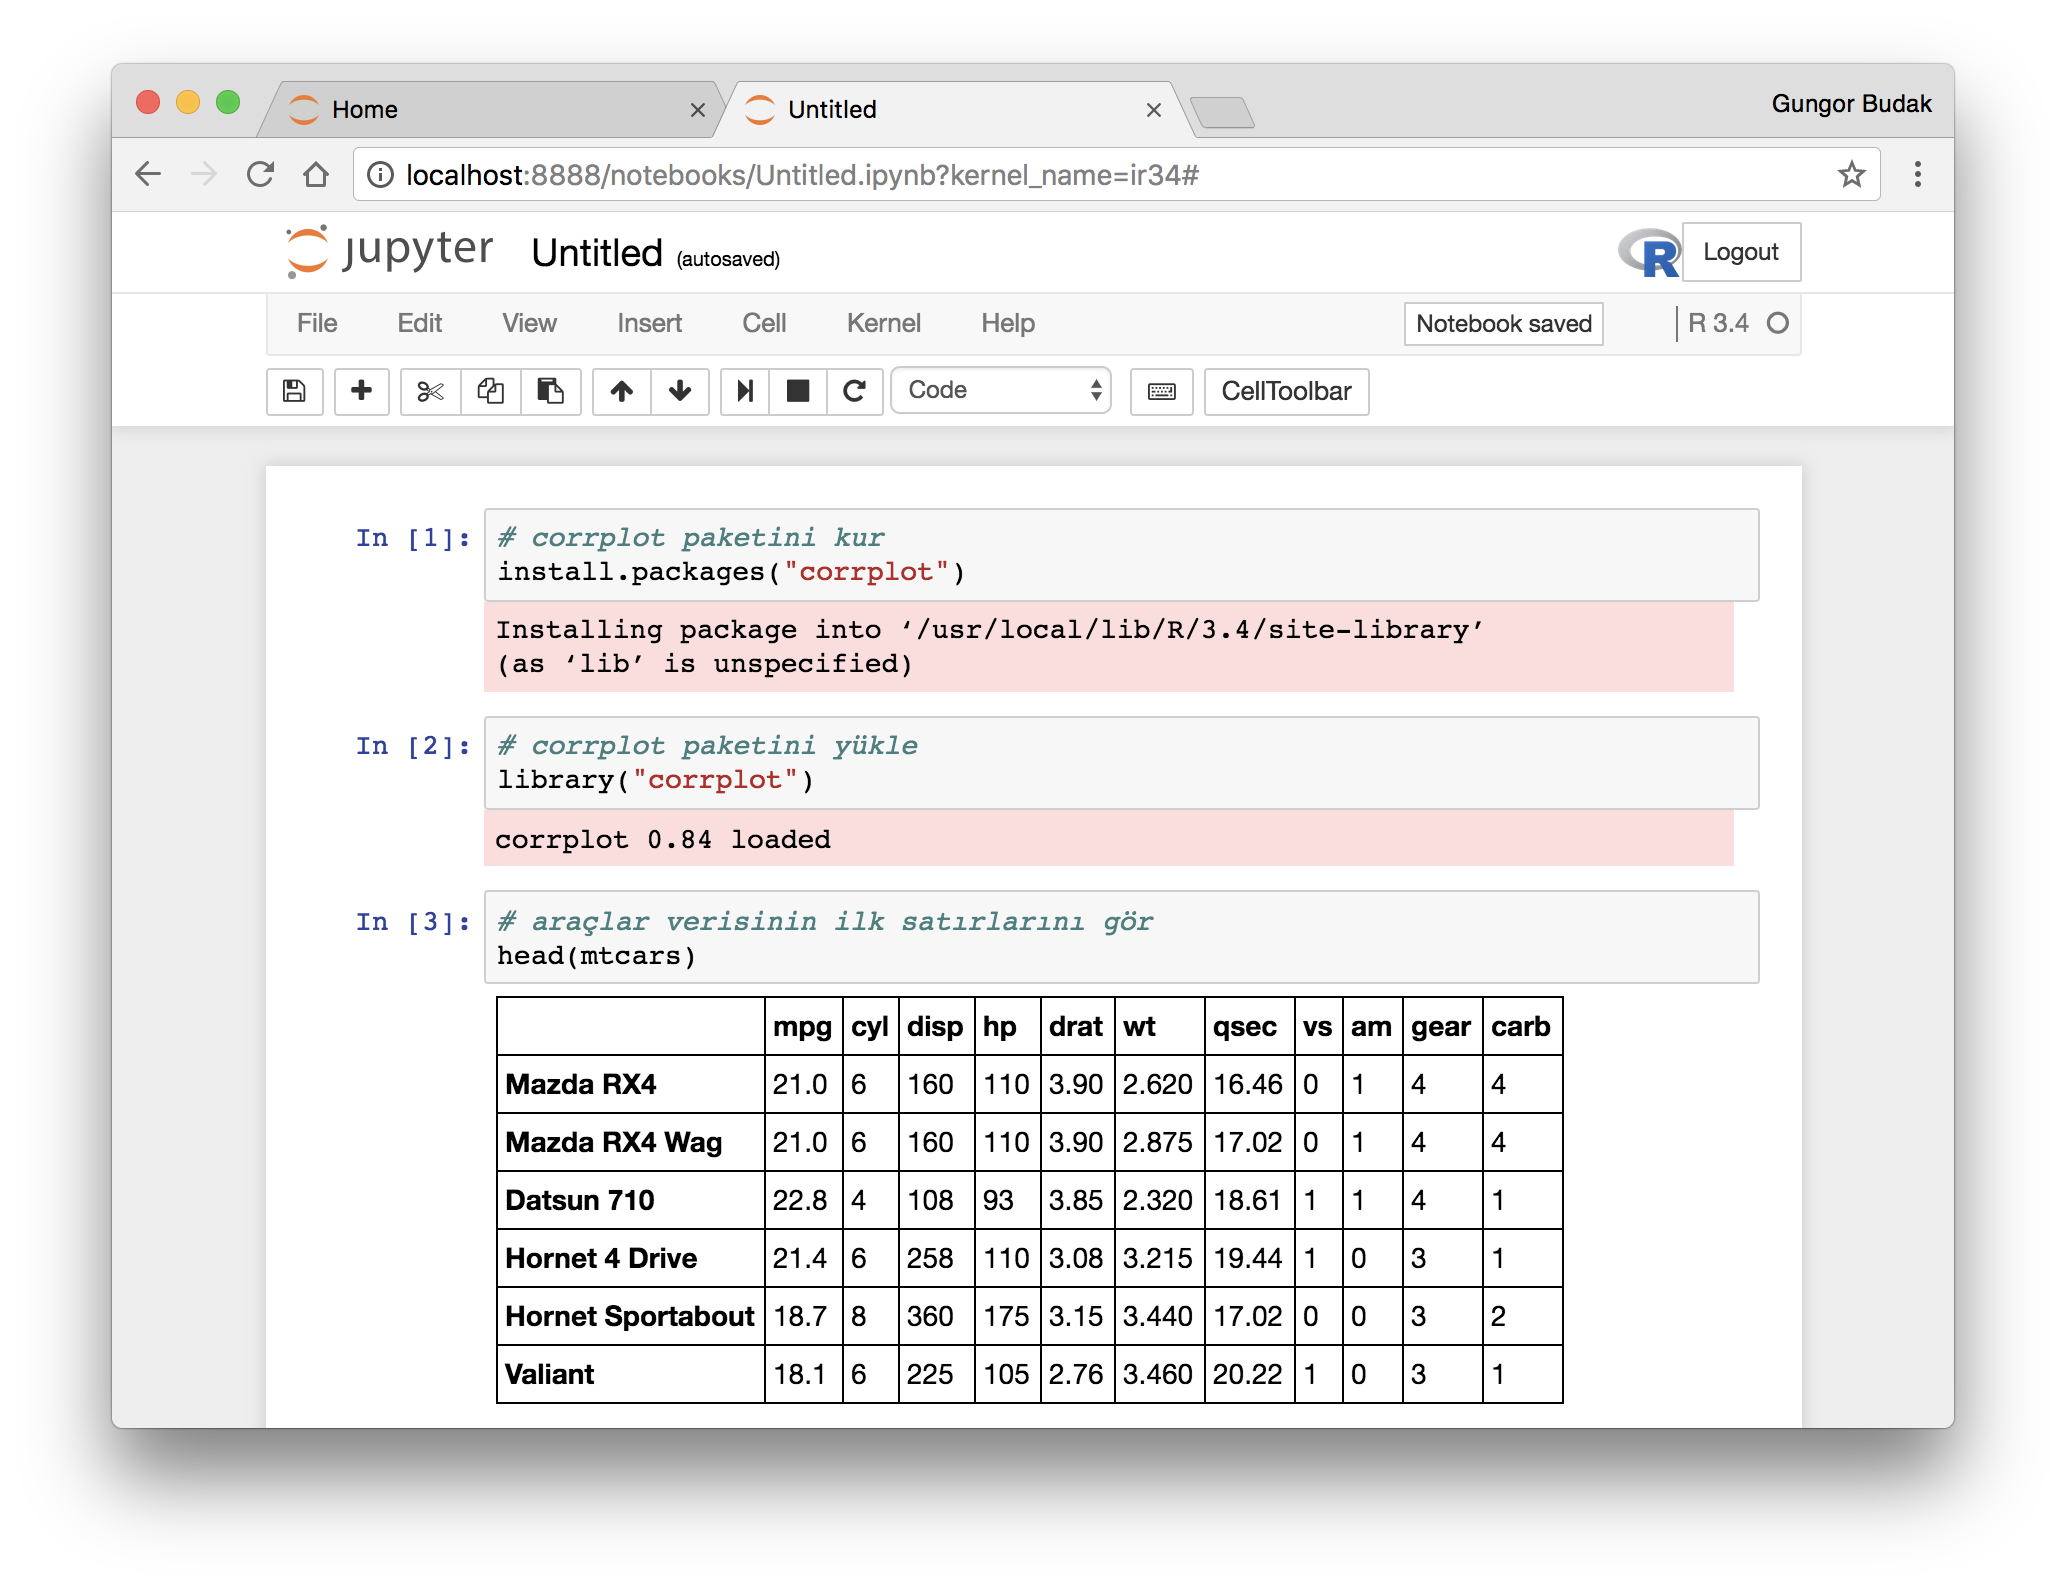 Home
Untitled
Gungor Budak
localhost:8888/notebooks/Untitled.ipynb?kernel_name=ir34#
jupyter Untitled (autosaved) R Logout
File Edit View Insert Cell Kernel Help Notebook saved R 3.4
Code CellToolbar
In [1]: # corrplot paketini kur
install.packages("corrplot")
Installing package into ‘/usr/local/lib/R/3.4/site-library’
(as ‘lib’ is unspecified)
In [2]: # corrplot paketini yükle
library("corrplot")
corrplot 0.84 loaded
In [3]: # araçlar verisinin ilk satırlarını gör
head(mtcars)
mpg cyl disp hp drat wt qsec vs am gear carb
Mazda RX4 21.0 6 160 110 3.90 2.620 16.46 0 1 4 4
Mazda RX4 Wag 21.0 6 160 110 3.90 2.875 17.02 0 1 4 4
Datsun 710 22.8 4 108 93 3.85 2.320 18.61 1 1 4 1
Hornet 4 Drive 21.4 6 258 110 3.08 3.215 19.44 1 0 3 1
Hornet Sportabout 18.7 8 360 175 3.15 3.440 17.02 0 0 3 2
Valiant 18.1 6 225 105 2.76 3.460 20.22 1 0 3 1